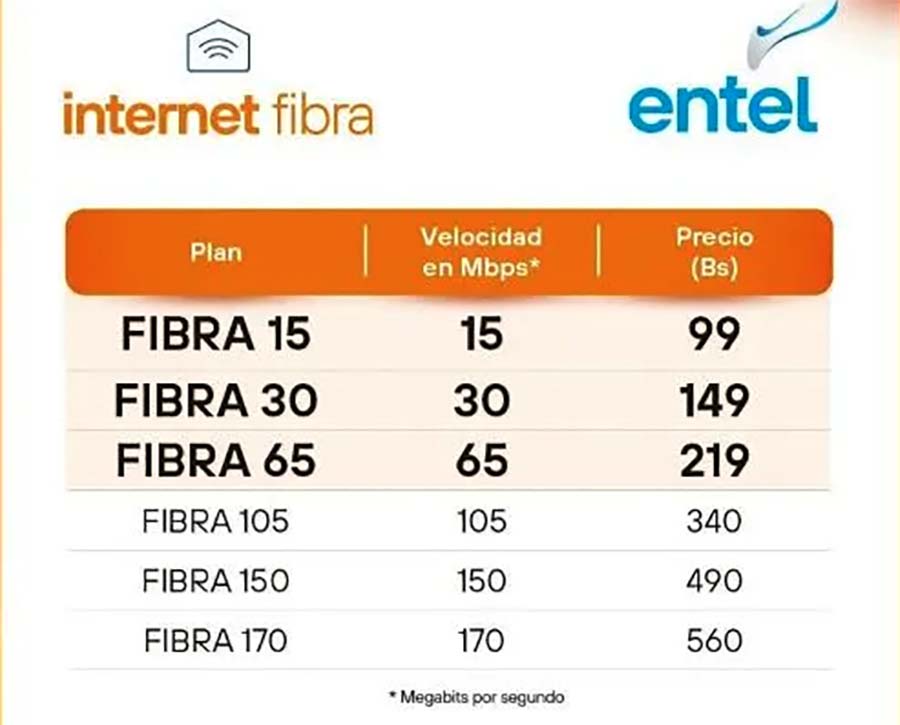 internet fibra
entel
Plan
Velocidad
en Mbps*
Precio
(Bs)
FIBRA 15 15 99
FIBRA 30 30 149
FIBRA 65 65 219
FIBRA 105 105 340
FIBRA 150 150 490
FIBRA 170 170 560
* Megabits por segundo